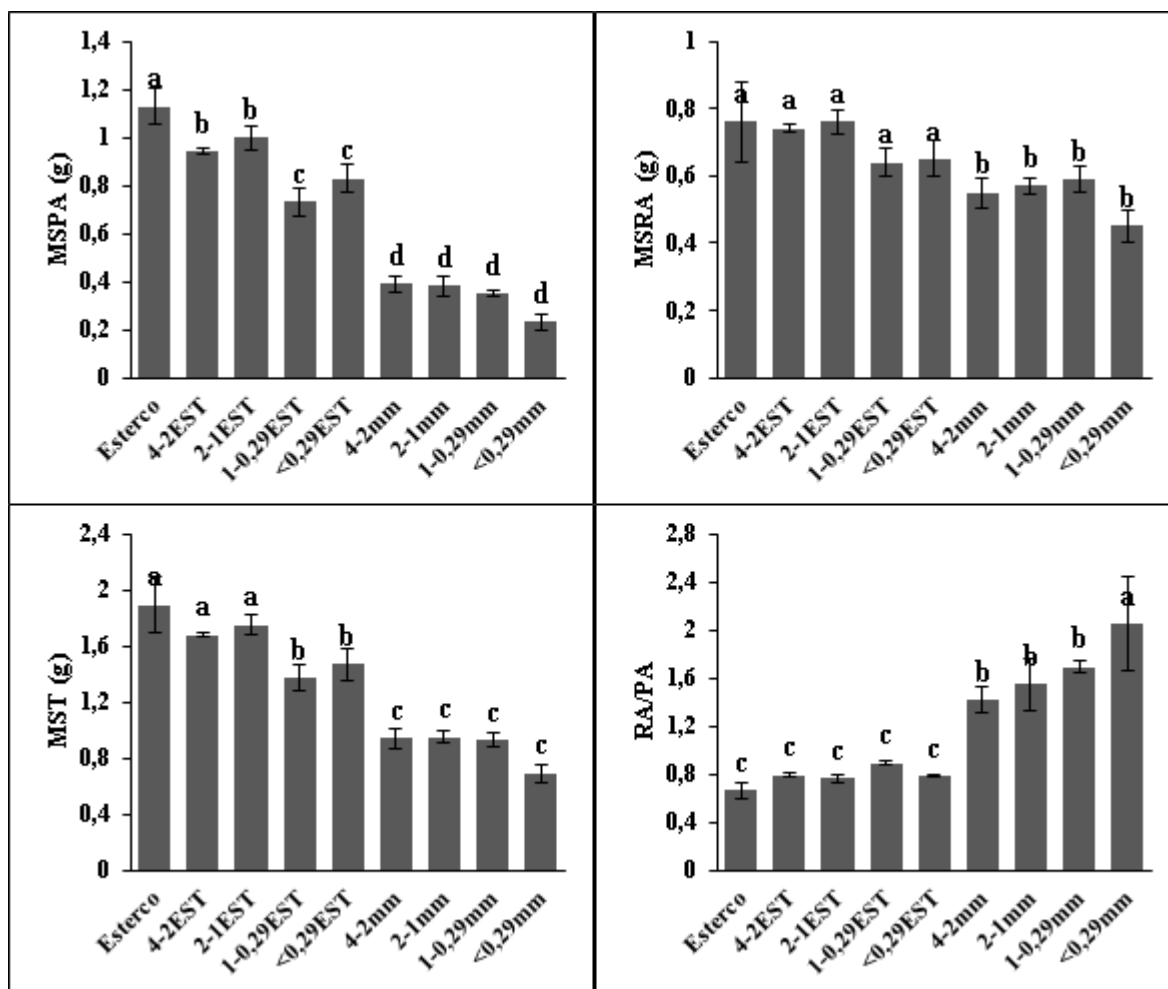 MSPA (g)
1,4
1,2
1
0,8
0,6
0,4
0,2
0
a
b
b
c
c
d
d
d
d
Esterco
4-2EST
2-1EST
1-0,29EST
<0,29EST
4-2mm
2-1mm
1-0,29mm
<0,29mm
MSRA (g)
1
0,8
0,6
0,4
0,2
0
a
a
a
a
a
b
b
b
b
Esterco
4-2EST
2-1EST
1-0,29EST
<0,29EST
4-2mm
2-1mm
1-0,29mm
<0,29mm
MST (g)
2,4
2
1,6
1,2
0,8
0,4
0
a
a
a
b
b
c
c
c
c
Esterco
4-2EST
2-1EST
1-0,29EST
<0,29EST
4-2mm
2-1mm
1-0,29mm
<0,29mm
RA/PA
2,8
2,4
2
1,6
1,2
0,8
0,4
0
c
c
c
c
c
b
b
b
a
Esterco
4-2EST
2-1EST
1-0,29EST
<0,29EST
4-2mm
2-1mm
1-0,29mm
<0,29mm